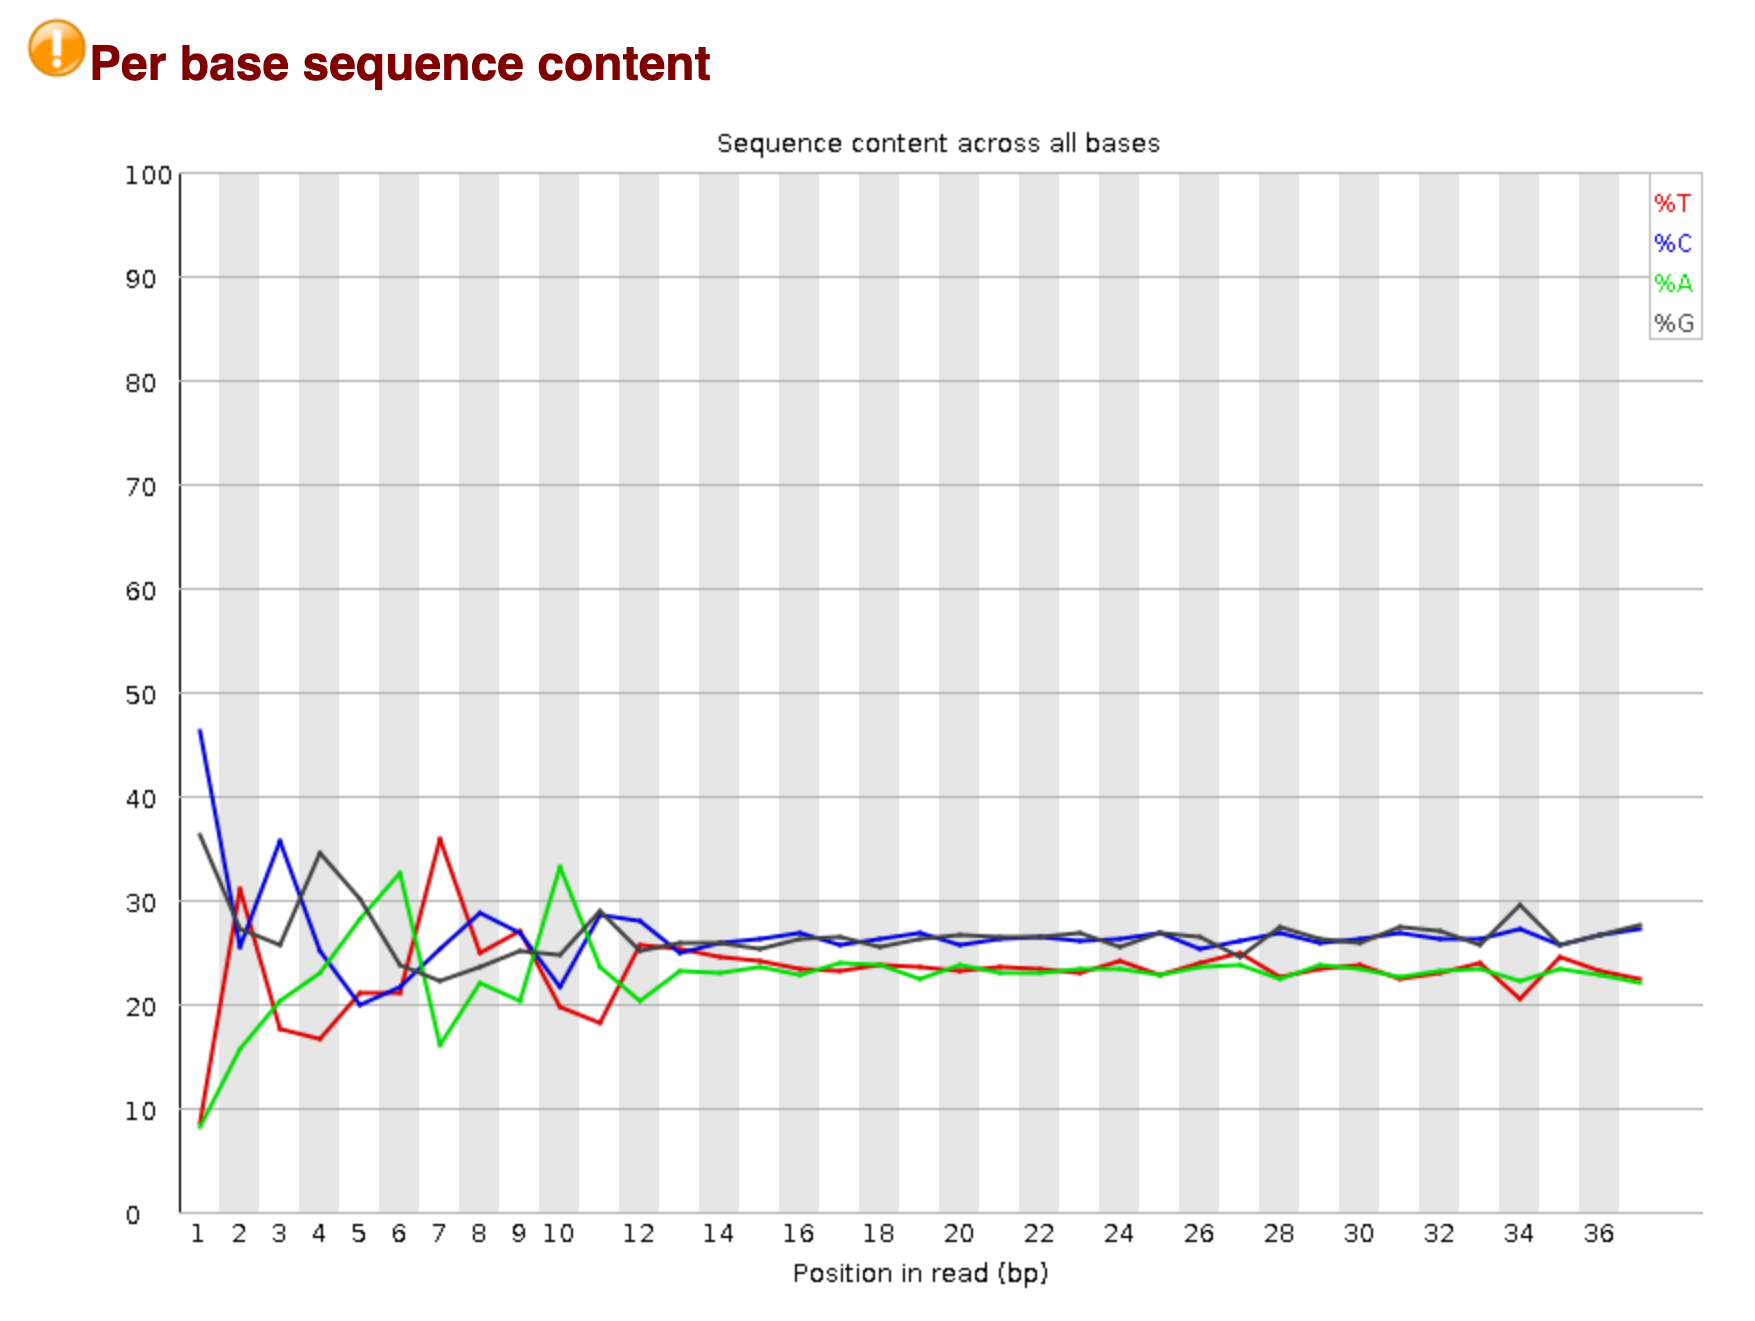 Per base sequence content
Sequence content across all bases
100
90
80
70
60
50
40
30
20
10
0
%T
%C
%A
%G
1 2 3 4 5 6 7 8 9 10 12 14 16 18 20 22 24 26 28 30 32 34 36
Position in read (bp)